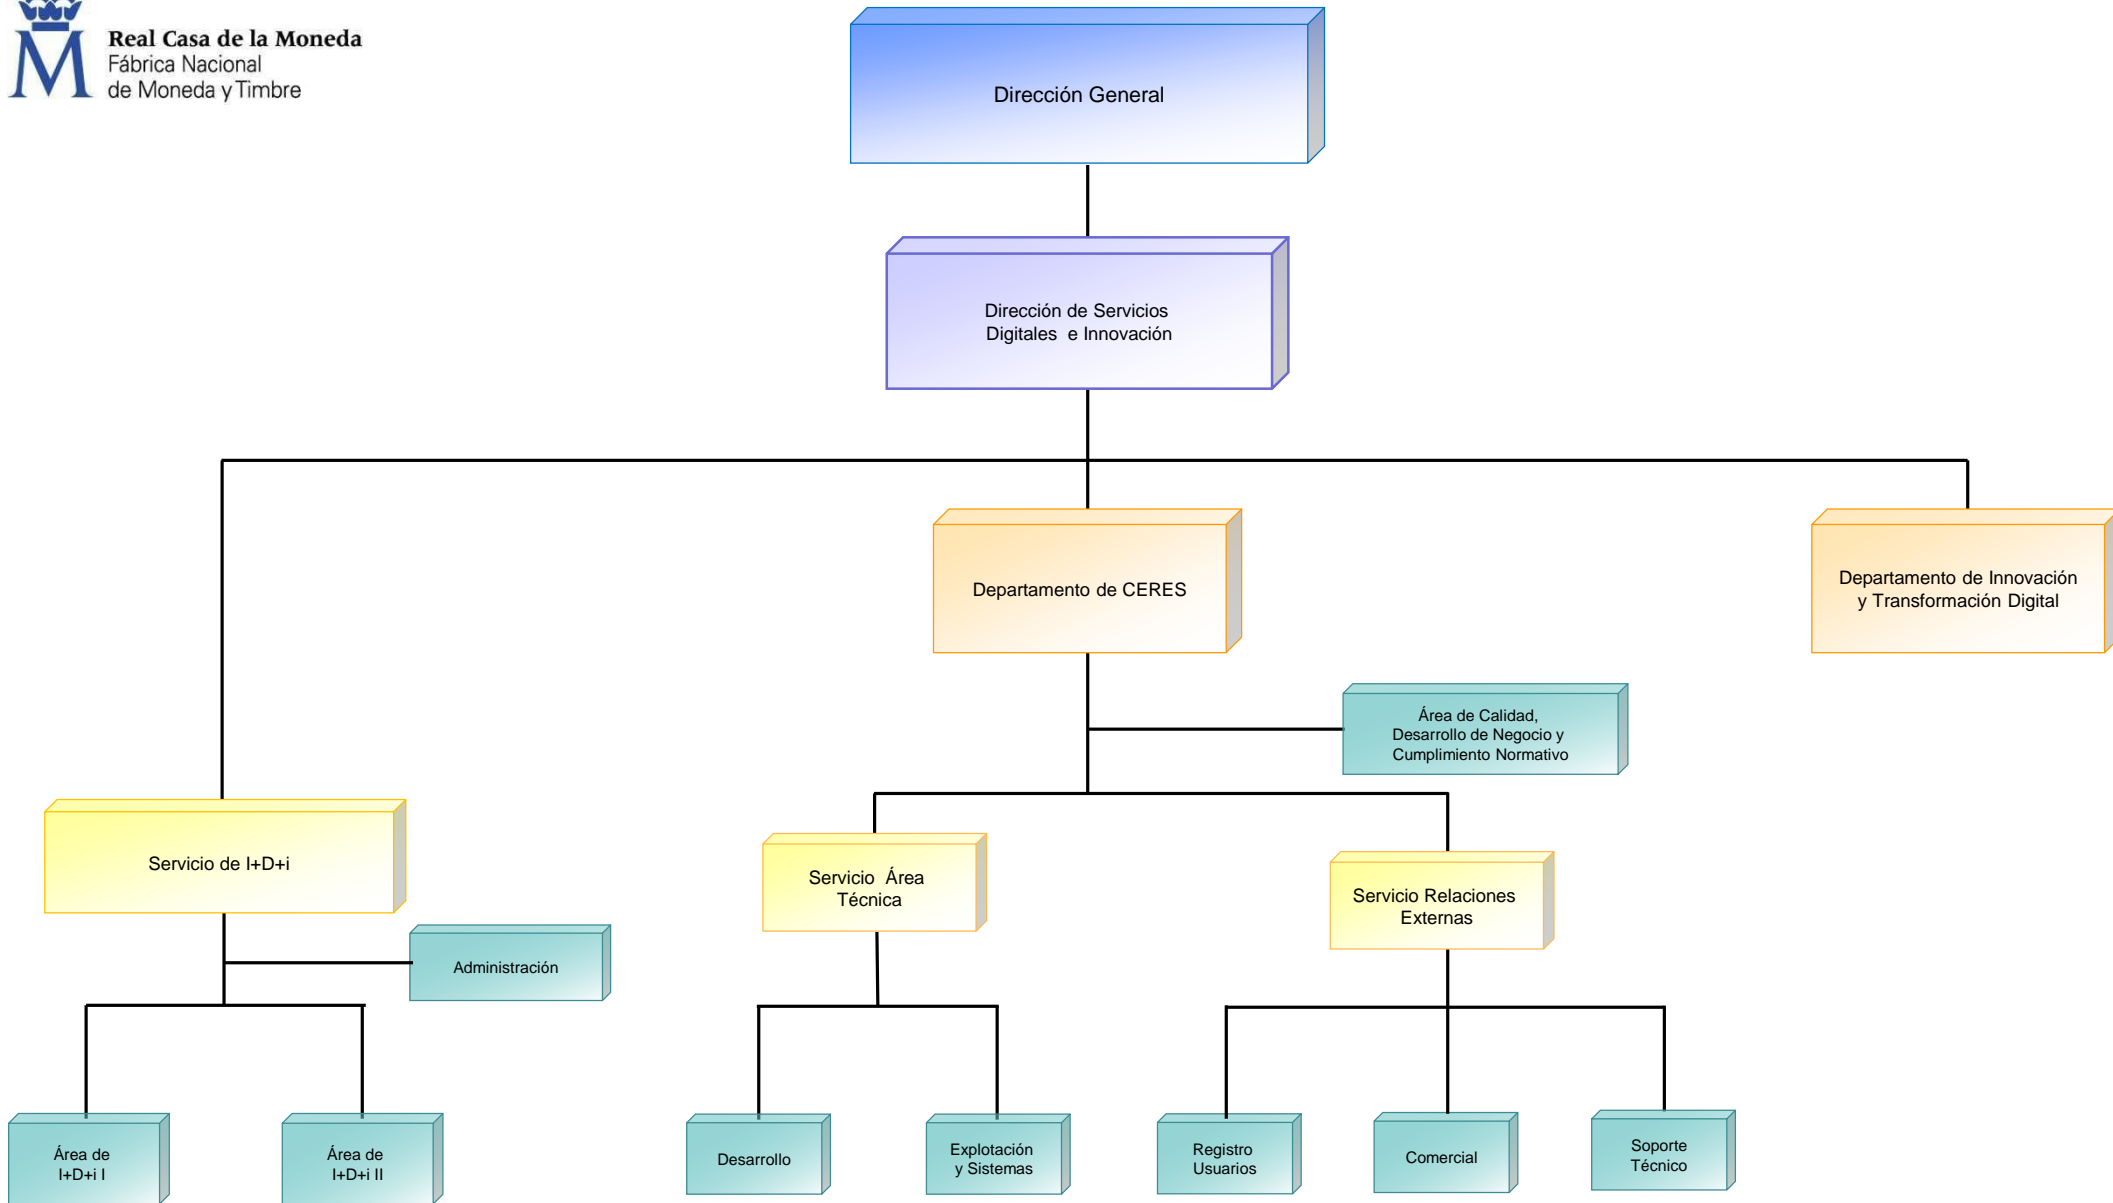 Real Casa de la Moneda
Fábrica Nacional
de Moneda y Timbre
Dirección General
Dirección de Servicios
Digitales e Innovación
Departamento de CERES
Departamento de Innovación
y Transformación Digital
Área de Calidad,
Desarrollo de Negocio y
Cumplimiento Normativo
Servicio de I+D+i
Servicio Área
Técnica
Servicio Relaciones
Externas
Administración
Área de
I+D+i I
Área de
I+D+i II
Desarrollo
Explotación
y Sistemas
Registro
Usuarios
Comercial
Soporte
Técnico